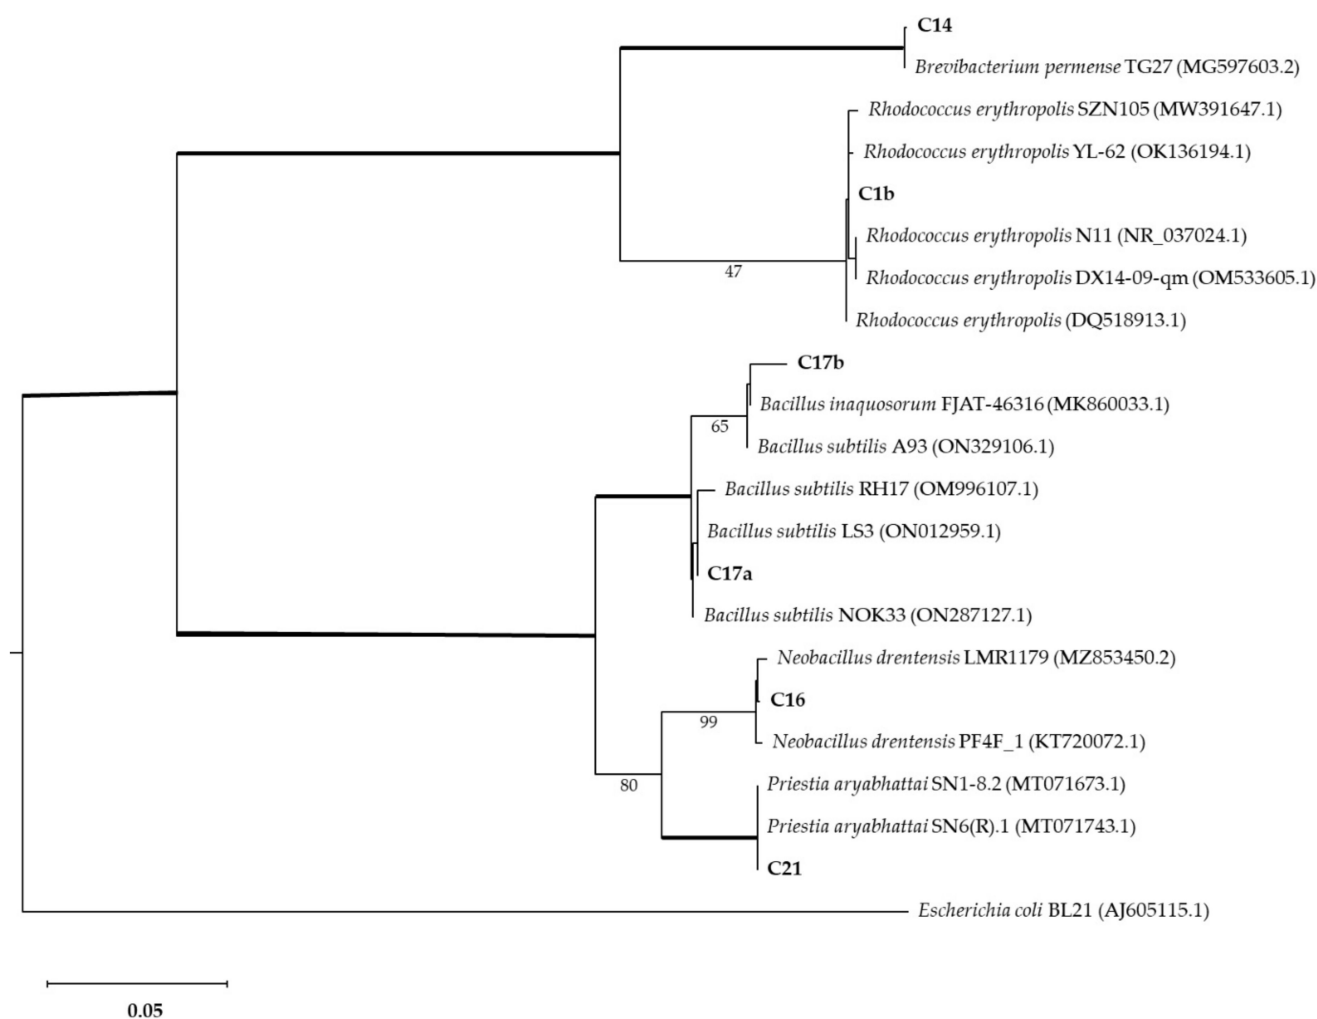 C14
Brevibacterium permense TG27 (MG597603.2)
Rhodococcus erythropolis SZN105 (MW391647.1)
Rhodococcus erythropolis YL-62 (OK136194.1)
C1b
Rhodococcus erythropolis N11 (NR_037024.1)
47
Rhodococcus erythropolis DX14-09-qm (OM533605.1)
Rhodococcus erythropolis (DQ518913.1)
C17b
Bacillus inaquosorum FJAT-46316 (MK860033.1)
65
Bacillus subtilis A93 (ON329106.1)
Bacillus subtilis RH17 (OM996107.1)
Bacillus subtilis LS3 (ON012959.1)
C17a
Bacillus subtilis NOK33 (ON287127.1)
Neobacillus drentensis LMR1179 (MZ853450.2)
C16
99
Neobacillus drentensis PF4F_1 (KT720072.1)
80
Priestia aryabhattai SN1-8.2 (MT071673.1)
Priestia aryabhattai SN6(R).1 (MT071743.1)
C21
Escherichia coli BL21 (AJ605115.1)
0.05